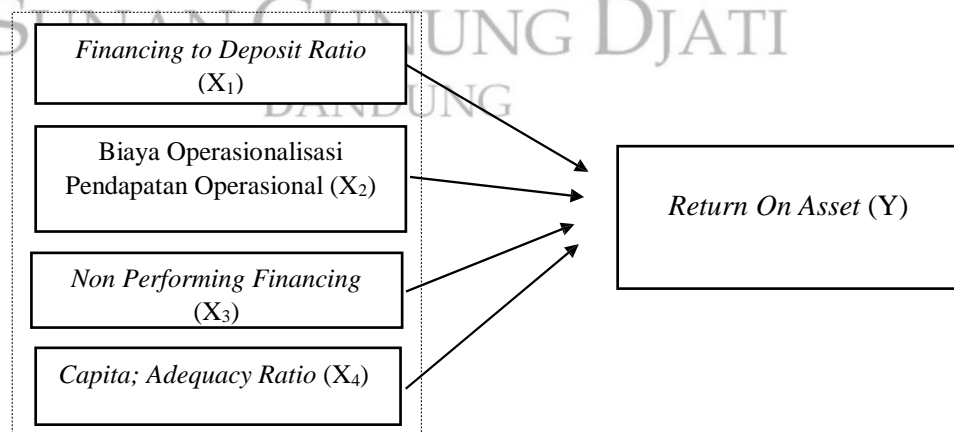 SUNAN GUNUNG DJATI
BANDUNG
Financing to Deposit Ratio
(X₁)
Biaya Operasionalisasi
Pendapatan Operasional (X₂)
Return On Asset (Y)
Non Performing Financing
(X₃)
Capita; Adequacy Ratio (X₄)